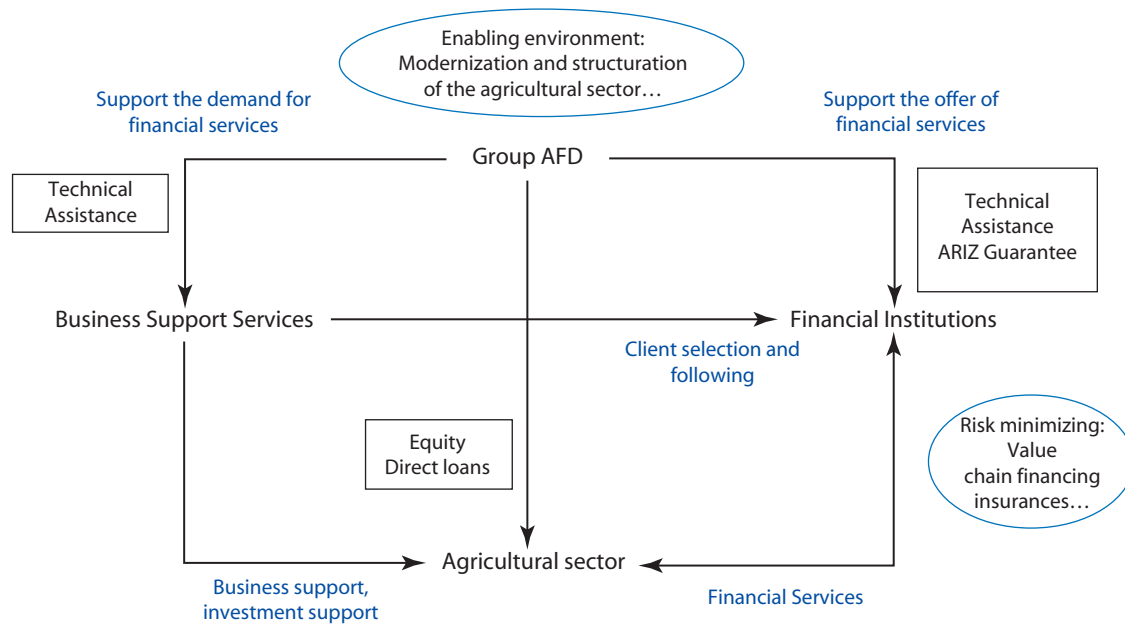 Enabling environment:
Modernization and structuration
of the agricultural sector…
Support the demand for
financial services
Support the offer of
financial services
Group AFD
Technical
Assistance
Technical
Assistance
ARIZ Guarantee
Business Support Services
Financial Institutions
Client selection and
following
Equity
Direct loans
Risk minimizing:
Value
chain financing
insurances…
Agricultural sector
Business support,
investment support
Financial Services